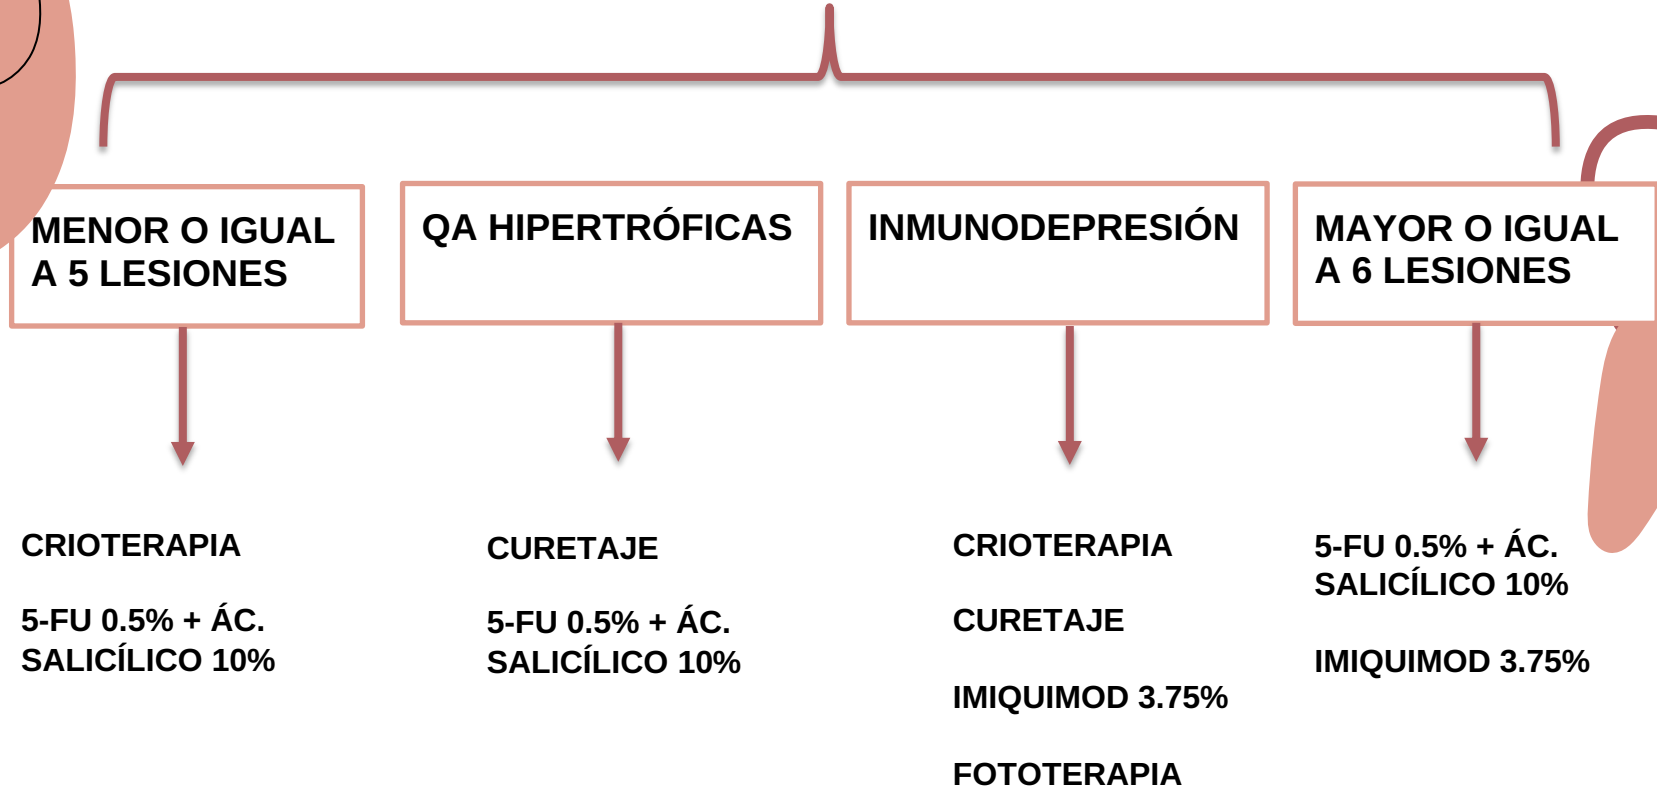 MENOR O IGUAL
A 5 LESIONES
QA HIPERTRÓFICAS
INMUNODEPRESIÓN
MAYOR O IGUAL
A 6 LESIONES
CRIOTERAPIA
5-FU 0.5% + ÁC.
SALICÍLICO 10%
CURETAJE
5-FU 0.5% + ÁC.
SALICÍLICO 10%
CRIOTERAPIA
CURETAJE
IMIQUIMOD 3.75%
FOTOTERAPIA
5-FU 0.5% + ÁC.
SALICÍLICO 10%
IMIQUIMOD 3.75%